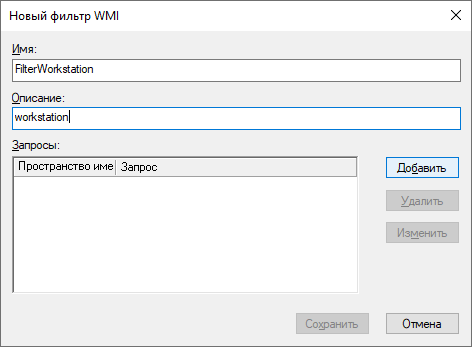 Новый фильтр WMI
Имя:
FilterWorkstation
Описание:
workstation
Запросы:
Пространство име Запрос
Добавить
Удалить
Изменить
Сохранить Отмена